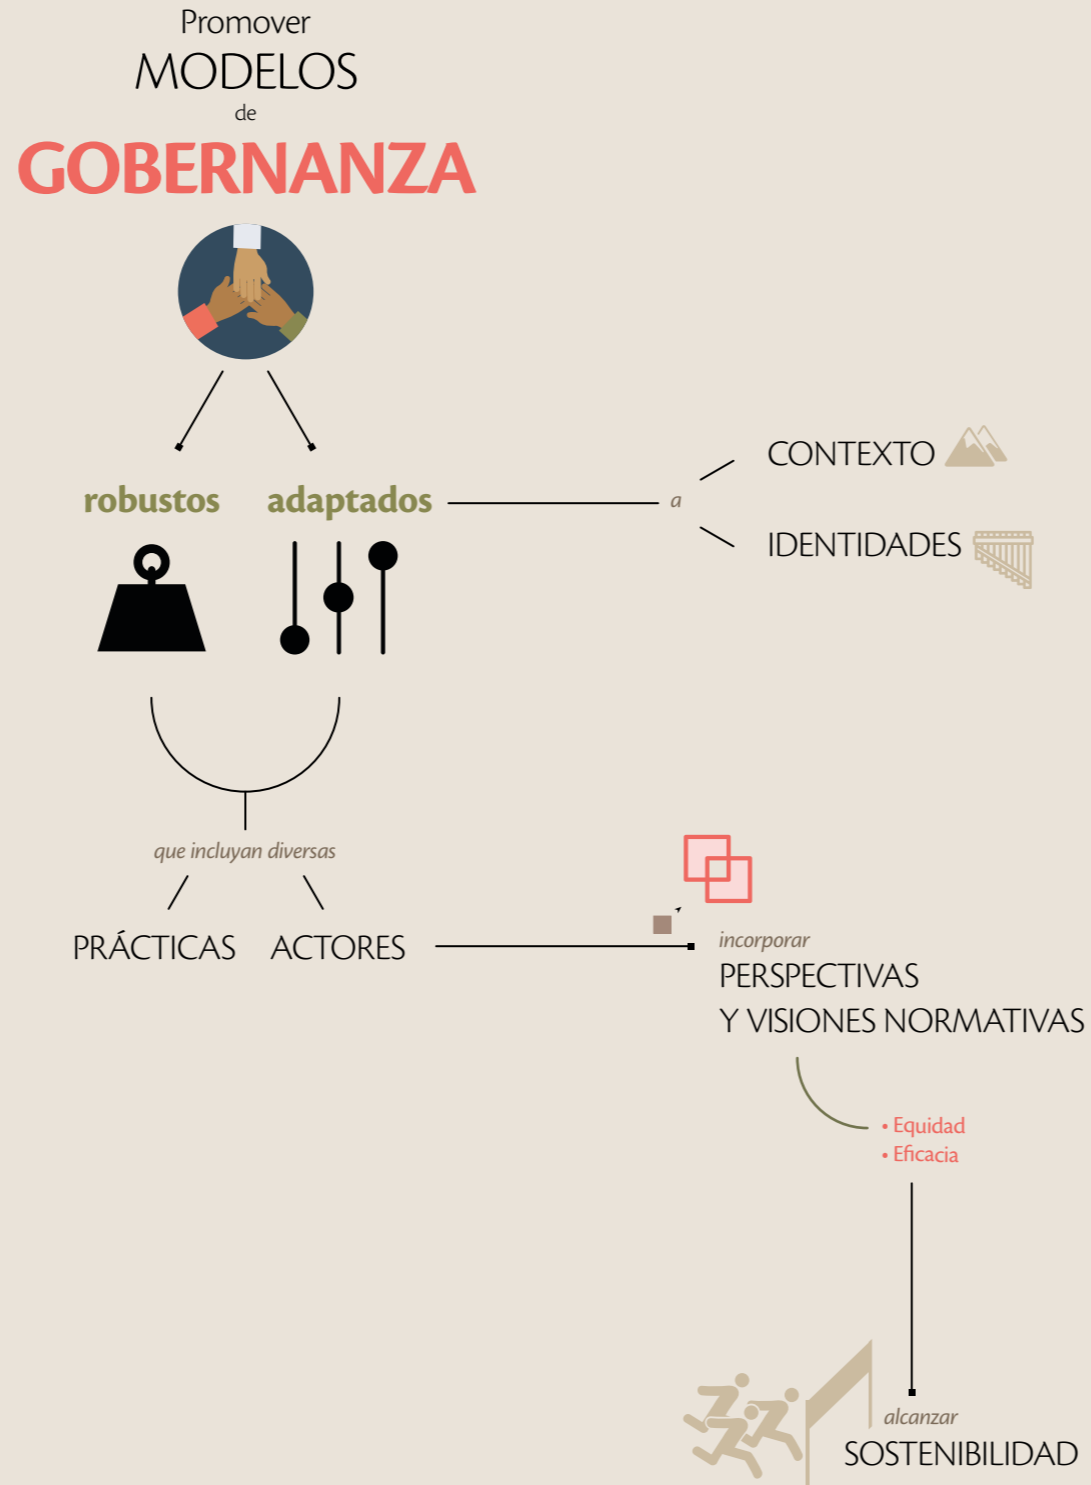 Promover
MODELOS
de
GOBERNANZA
robustos
adaptados
a
CONTEXTO
IDENTIDADES
que incluyan diversas
PRÁCTICAS
ACTORES
incorporar
PERSPECTIVAS
Y VISIONES NORMATIVAS
• Equidad
• Eficacia
alcanzar
SOSTENIBILIDAD